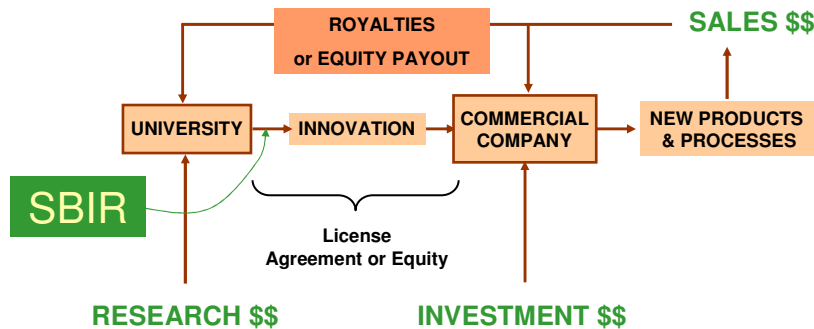 ROYALTIES
or EQUITY PAYOUT
SALES $$
UNIVERSITY
INNOVATION
COMMERCIAL
COMPANY
NEW PRODUCTS
& PROCESSES
SBIR
License
Agreement or Equity
RESEARCH $$
INVESTMENT $$